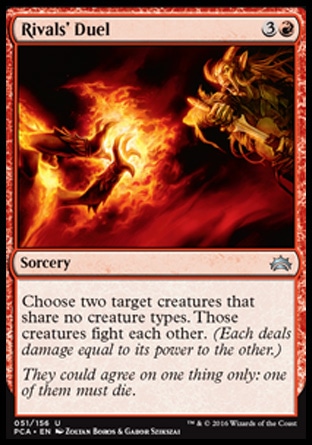 Rivals' Duel 3
Sorcery
Choose two target creatures that
share no creature types. Those
creatures fight each other. (Each deals
damage equal to its power to the other.)
They could agree on one thing only: one
of them must die.
051/156 U
PCA • EN Zoltan Boros & Gabor Szikszai
™ & © 2016 Wizards of the Coast